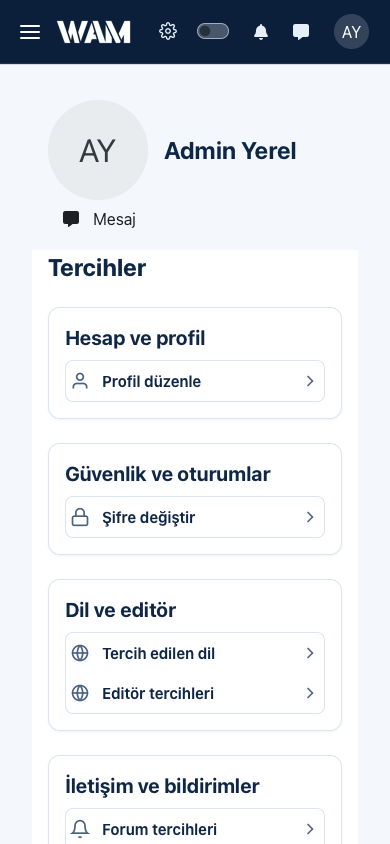 WAM
AY
AY
Admin Yerel
Mesaj
Tercihler
Hesap ve profil
Profil düzenle
Güvenlik ve oturumlar
Şifre değiştir
Dil ve editör
Tercih edilen dil
Editör tercihleri
İletişim ve bildirimler
Forum tercihleri